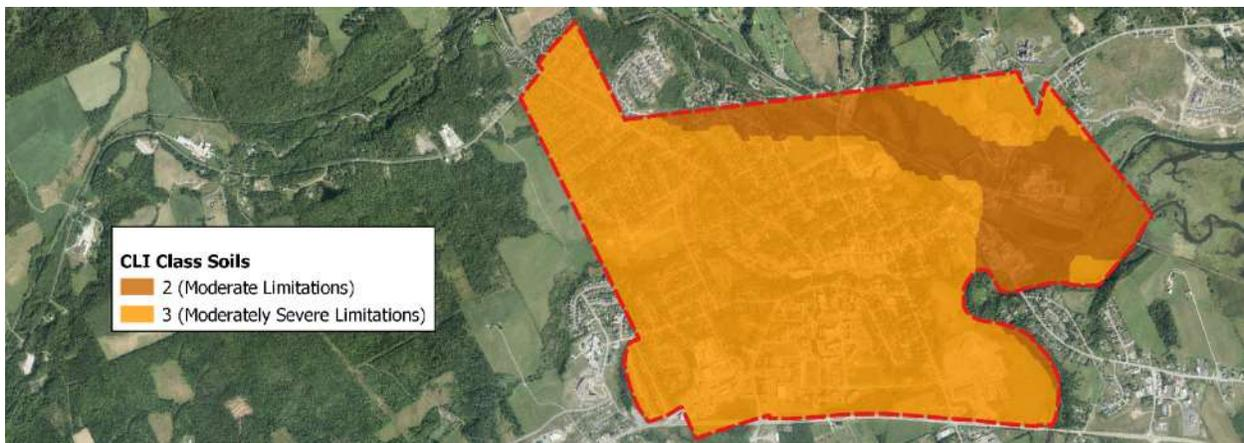 CLI Class Soils
2 (Moderate Limitations)
3 (Moderately Severe Limitations)